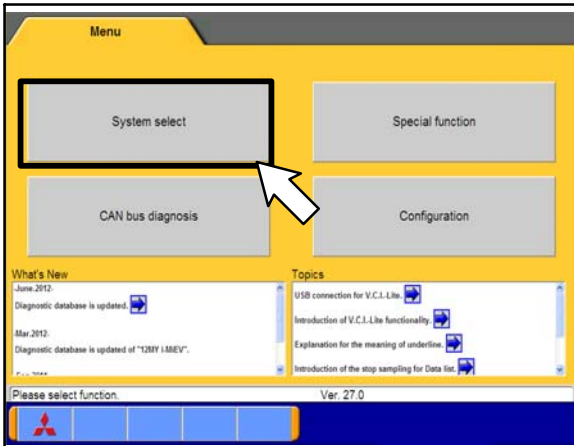 Menu
System select
Special function
CAN bus diagnosis
Configuration
What's New
-June.2012-
Diagnostic database is updated.
-Mar.2012-
Diagnostic database is updated of "12MY i-MiEV".
Topics
USB connection for V.C.I.-Lite.
Introduction of V.C.I.-Lite functionality.
Explanation for the meaning of underline.
Introduction of the stop sampling for Data list.
Please select function.
Ver. 27.0